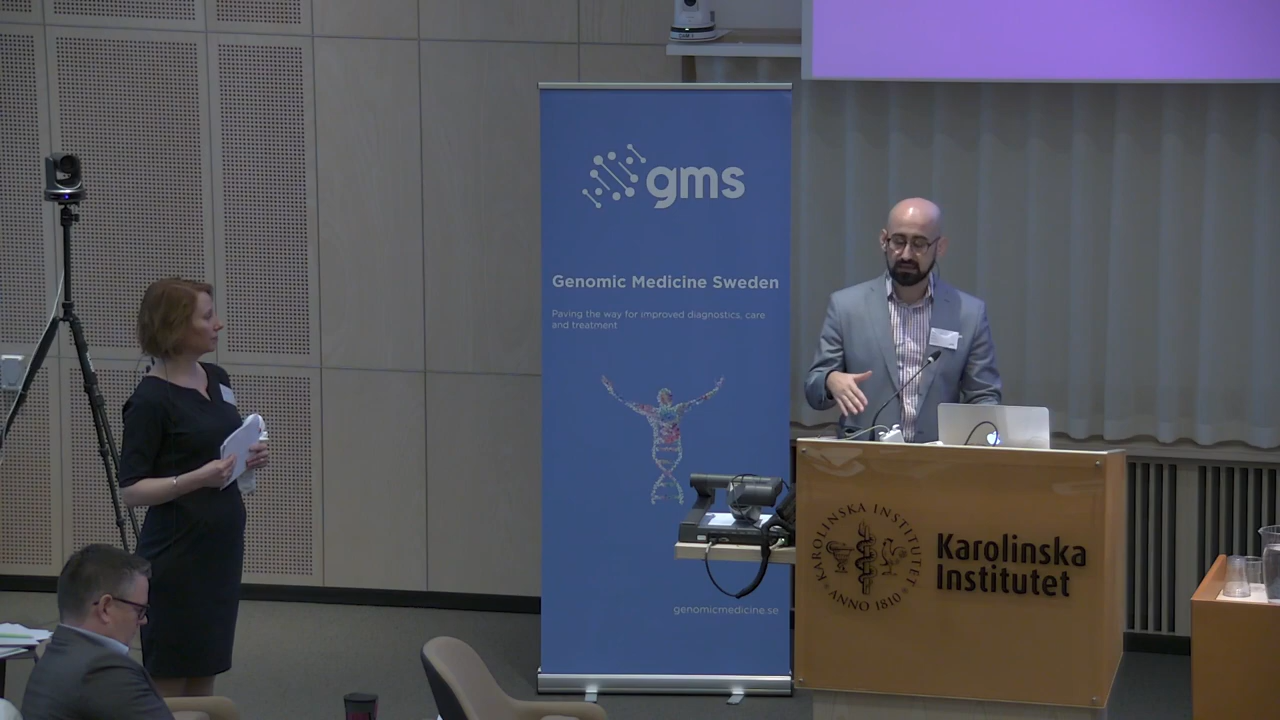 gms
Genomic Medicine Sweden
Paving the way for improved diagnostics, care
and treatment
genomicmedicine.se
KAROLINSKA INSTITUTET
ANNO 1810
Karolinska
Institutet